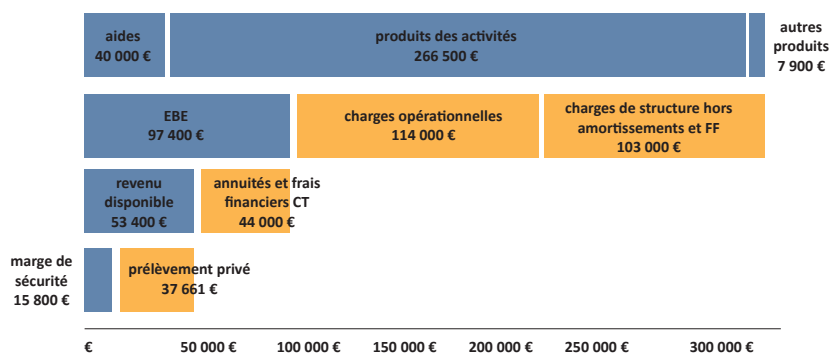 aides
40 000 €
produits des activités
266 500 €
autres
produits
7 900 €
EBE
97 400 €
charges opérationnelles
114 000 €
charges de structure hors
amortissements et FF
103 000 €
revenu
disponible
53 400 €
annuités et frais
financiers CT
44 000 €
marge de
sécurité
15 800 €
prélèvement privé
37 661 €
€ 50 000 € 100 000 € 150 000 € 200 000 € 250 000 € 300 000 €